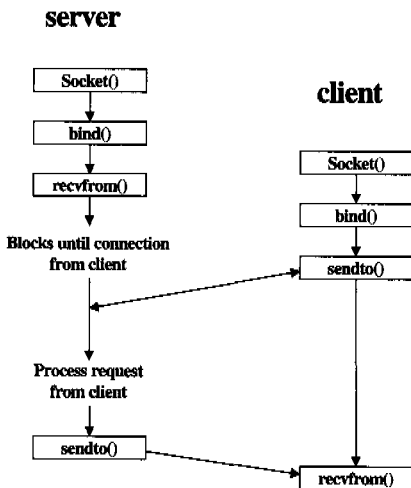 server
Socket()
bind()
recvfrom()
Blocks until connection
from client
Process request
from client
sendto()
client
Socket()
bind()
sendto()
recvfrom()